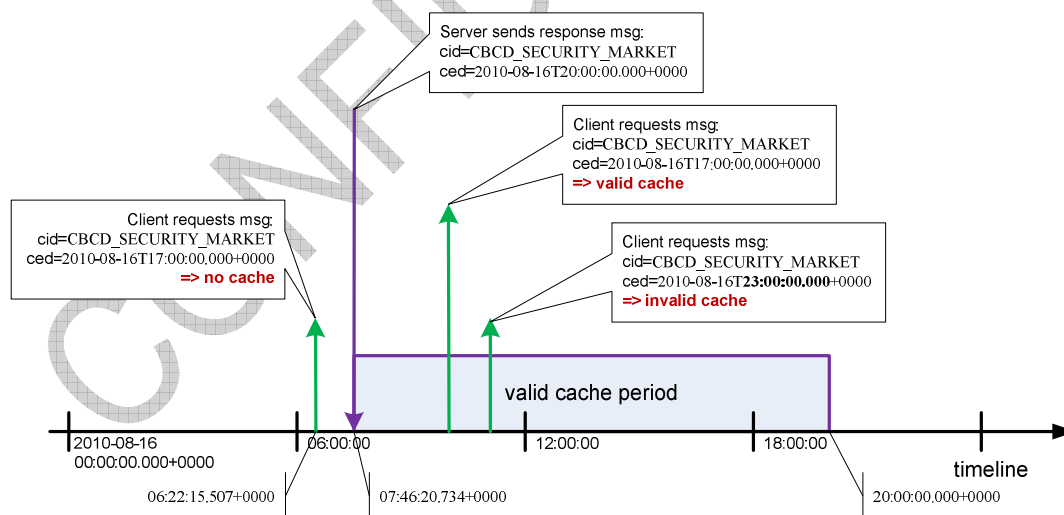 Server sends response msg:
cid=CBCD_SECURITY_MARKET
ced=2010-08-16T20:00:00.000+0000
Client requests msg:
cid=CBCD_SECURITY_MARKET
ced=2010-08-16T17:00:00.000+0000
=> valid cache
Client requests msg:
cid=CBCD_SECURITY_MARKET
ced=2010-08-16T17:00:00.000+0000
=> no cache
Client requests msg:
cid=CBCD_SECURITY_MARKET
ced=2010-08-16T23:00:00.000+0000
=> invalid cache
valid cache period
2010-08-16
00:00:00.000+0000
06:00:00
12:00:00
18:00:00
timeline
06:22:15.507+0000
07:46:20.734+0000
20:00:00.000+0000